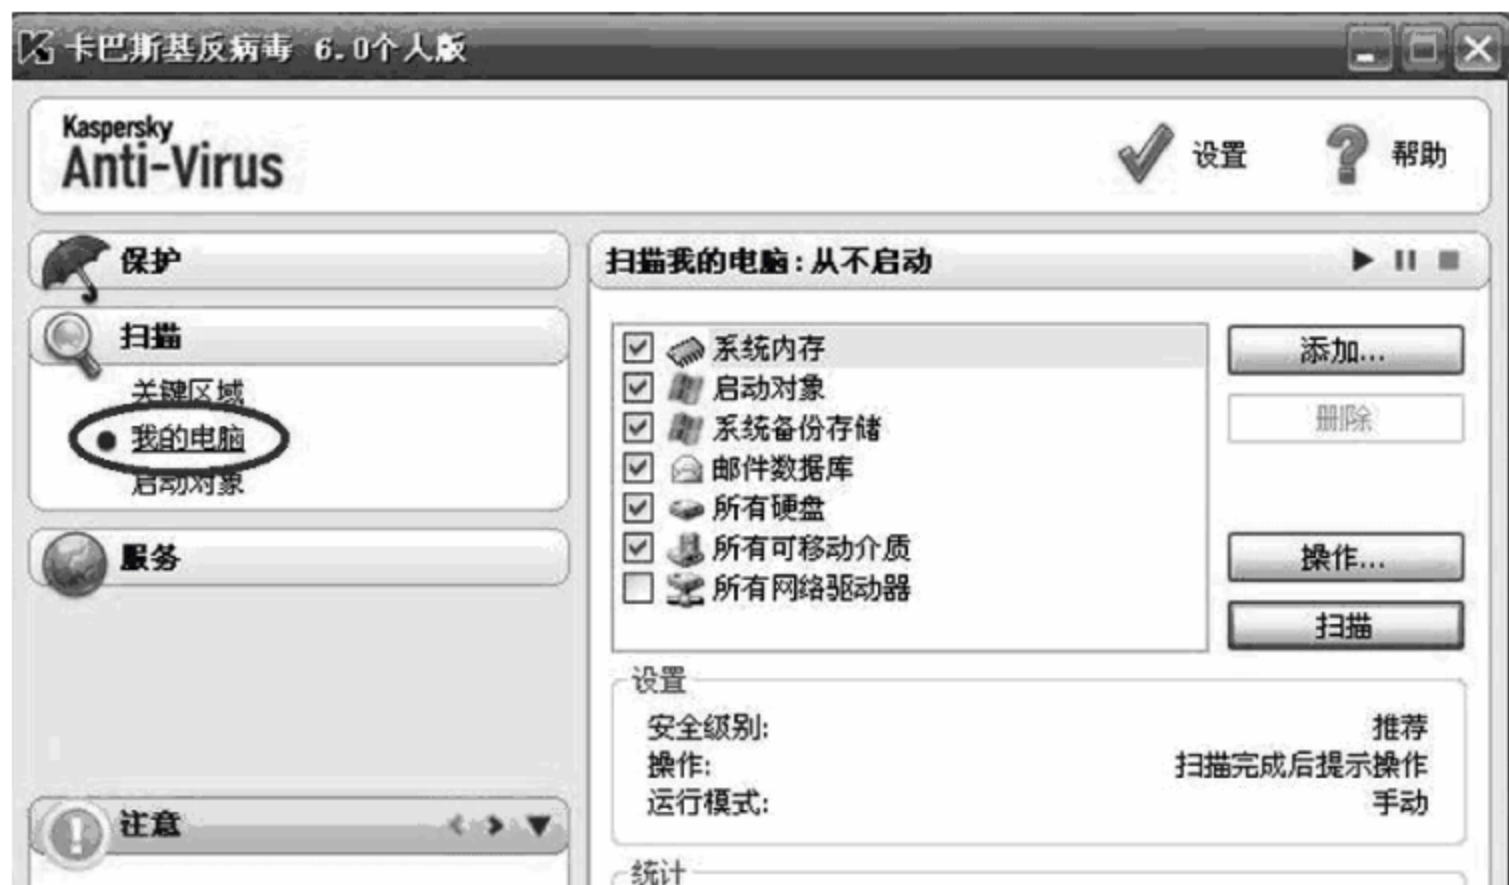 卡巴斯基反病毒 6.0个人版
Kaspersky
Anti-Virus
设置
帮助
保护
扫描
关键区域
我的电脑
启动对象
服务
注意
扫描我的电脑:从不启动
系统内存
启动对象
系统备份存储
邮件数据库
所有硬盘
所有可移动介质
所有网络驱动器
添加...
删除
操作...
扫描
设置
安全级别: 推荐
操作: 扫描完成后提示操作
运行模式: 手动
统计